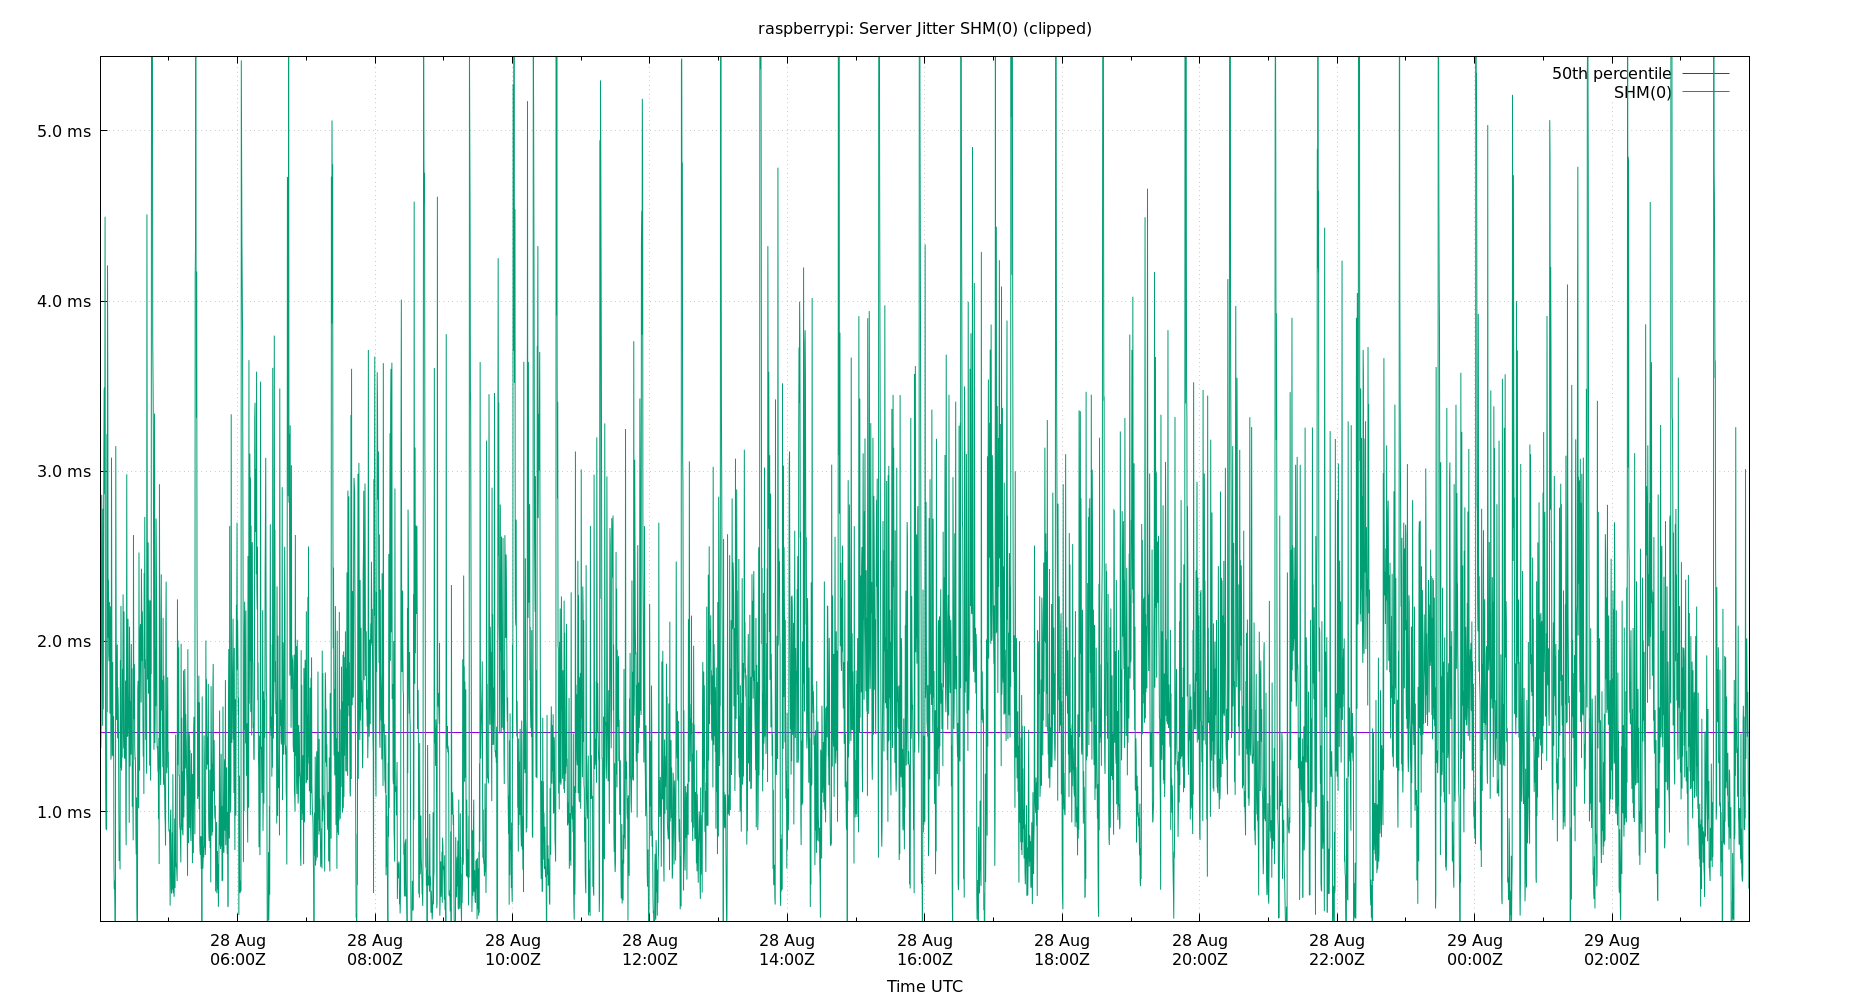 raspberrypi: Server Jitter SHM(0) (clipped)
50th percentile
SHM(0)
5.0 ms
4.0 ms
3.0 ms
2.0 ms
1.0 ms
28 Aug 28 Aug 28 Aug 28 Aug 28 Aug 28 Aug 28 Aug 28 Aug 28 Aug 29 Aug 29 Aug
06:00Z 08:00Z 10:00Z 12:00Z 14:00Z 16:00Z 18:00Z 20:00Z 22:00Z 00:00Z 02:00Z
Time UTC